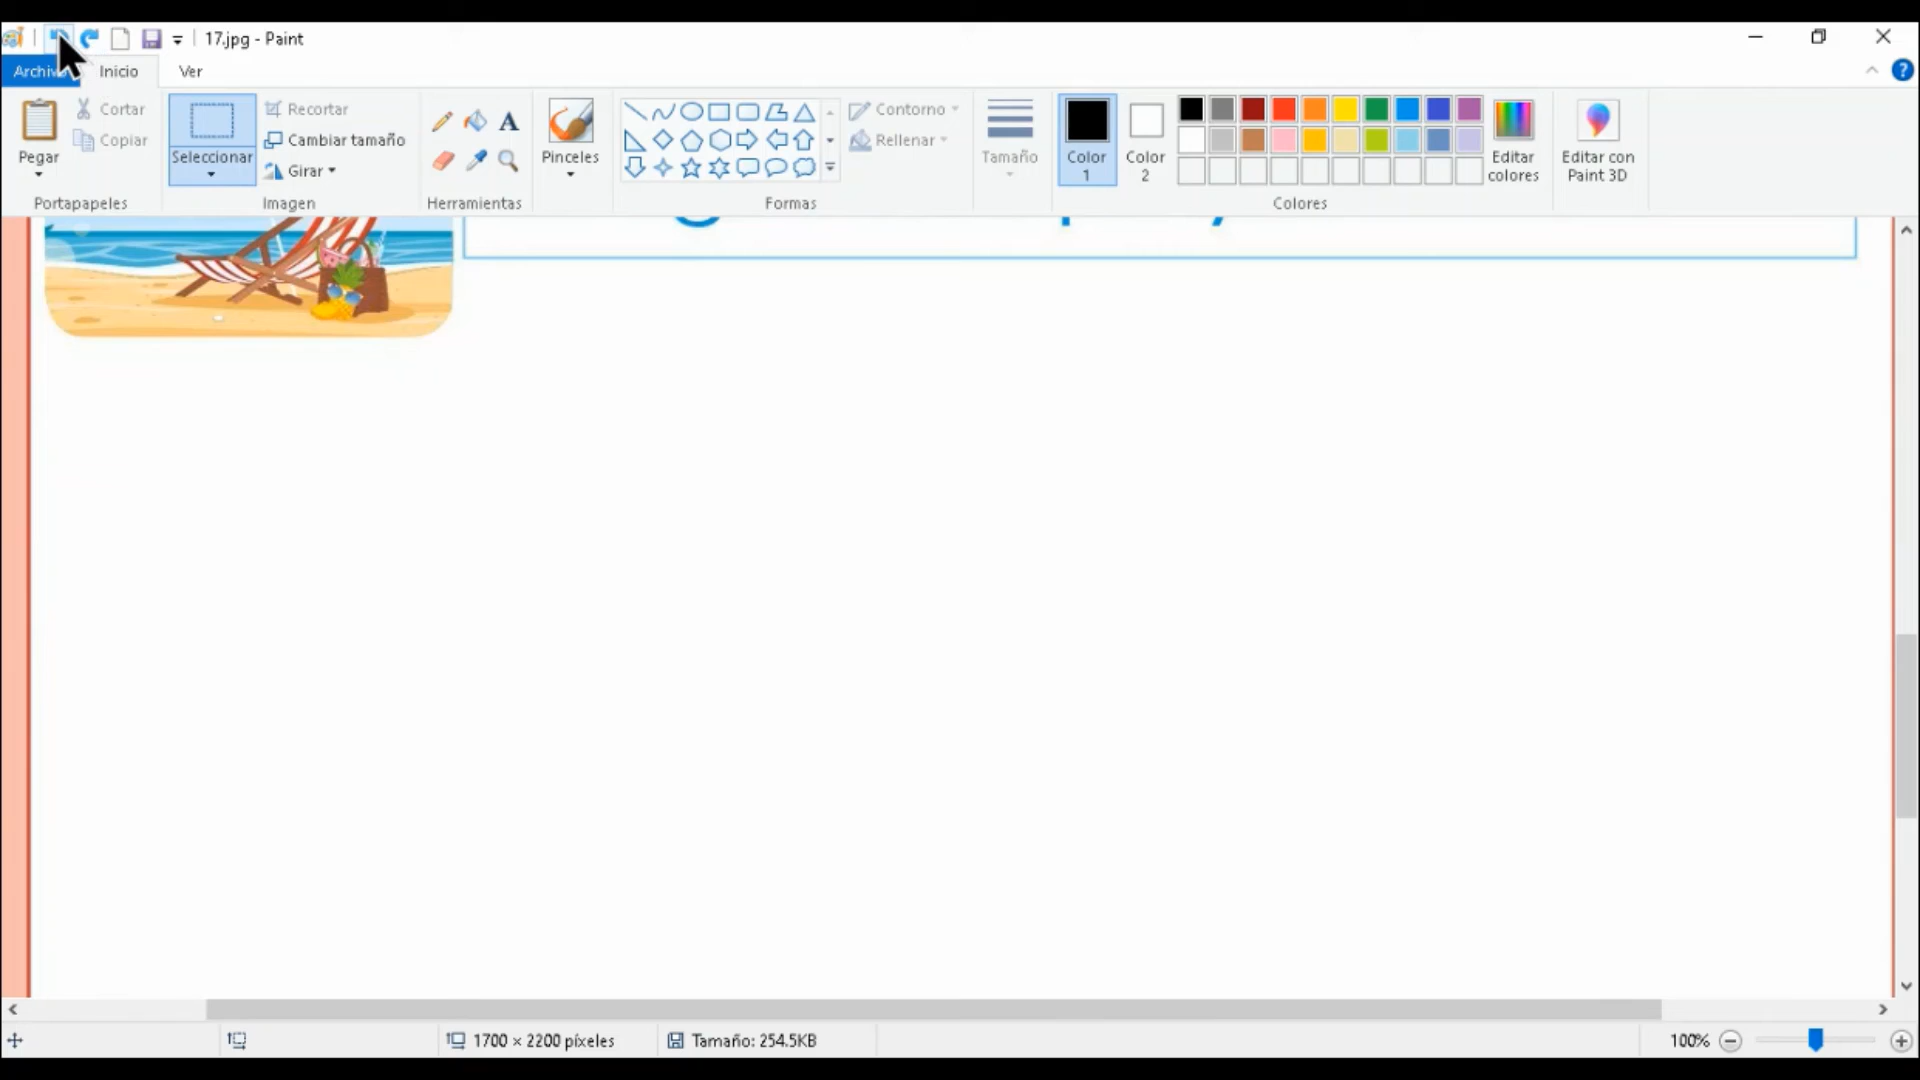 17.jpg - Paint
Archivo Inicio Ver
Pegar
Cortar
Copiar
Portapapeles
Seleccionar
Recortar
Cambiar tamaño
Girar
Imagen
A
Herramientas
Pinceles
Contorno
Rellenar
Formas
Tamaño
Color
1
Color
2
Editar
colores
Colores
Editar con
Paint 3D
1700 × 2200 píxeles
Tamaño: 254.5KB
100%